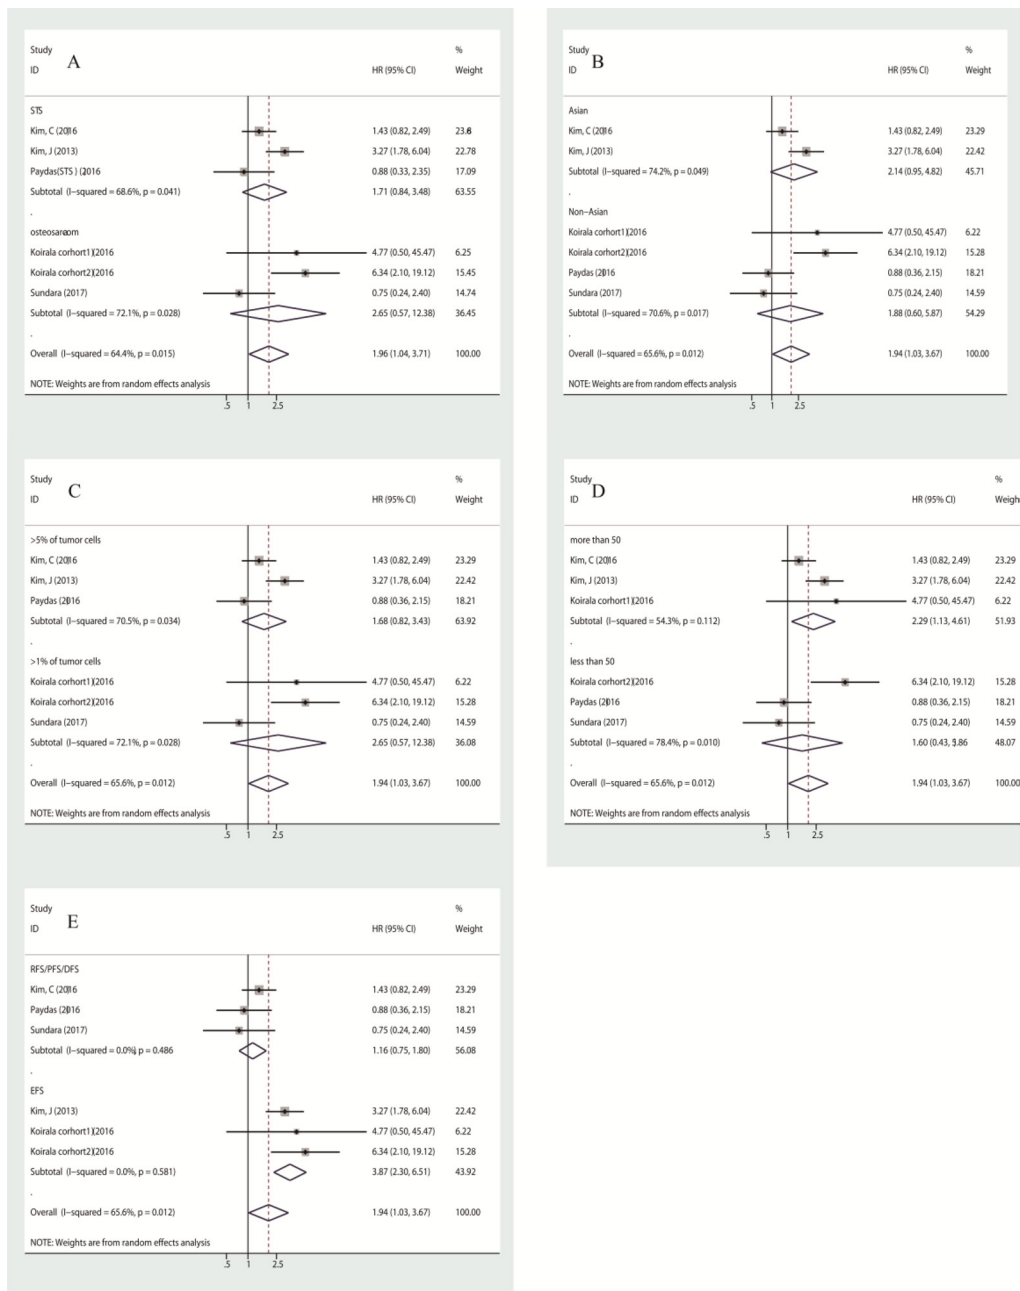 Study %
ID A HR (95% CI) Weight
STS
Kim, C (2016 1.43 (0.82, 2.49) 23.6
Kim, J (2013) 3.27 (1.78, 6.04) 22.78
Paydas(STS ) (2016 0.88 (0.33, 2.35) 17.09
Subtotal (I-squared = 68.6%, p = 0.041) 1.71 (0.84, 3.48) 63.55
.
Koirala corhort1)(2016 4.77 (0.50, 45.47) 6.25
Koirala corhort2)(2016 6.34 (2.10, 19.12) 15.45
Sundara (2017) 0.75 (0.24, 2.40) 14.74
Subtotal (I-squared = 72.1%, p = 0.028) 2.65 (0.57, 12.38) 36.45
.
Overall (I-squared = 64.4%, p = 0.015) 1.96 (1.04, 3.71) 100.00
NOTE: Weights are from random effects analysis
.5 1 2.5
Study %
ID B HR (95% CI) Weight
Asian
Kim, C (2016 1.43 (0.82, 2.49) 23.29
Kim, J (2013) 3.27 (1.78, 6.04) 22.42
Subtotal (I-squared = 74.2%, p = 0.049) 2.14 (0.95, 4.82) 45.71
.
Non-Asian
Koirala corhort1)(2016 4.77 (0.50, 45.47) 6.22
Koirala corhort2)(2016 6.34 (2.10, 19.12) 15.28
Paydas (2016 0.88 (0.36, 2.15) 18.21
Sundara (2017) 0.75 (0.24, 2.40) 14.59
Subtotal (I-squared = 70.6%, p = 0.017) 1.88 (0.60, 5.87) 54.29
.
Overall (I-squared = 65.6%, p = 0.012) 1.94 (1.03, 3.67) 100.00
NOTE: Weights are from random effects analysis
.5 1 2.5
Study %
ID C HR (95% CI) Weight
>5% of tumor cells
Kim, C (2016 1.43 (0.82, 2.49) 23.29
Kim, J (2013) 3.27 (1.78, 6.04) 22.42
Paydas (2016 0.88 (0.36, 2.15) 18.21
Subtotal (I-squared = 70.5%, p = 0.034) 1.68 (0.82, 3.43) 63.92
.
>1% of tumor cells
Koirala corhort1)(2016 4.77 (0.50, 45.47) 6.22
Koirala corhort2)(2016 6.34 (2.10, 19.12) 15.28
Sundara (2017) 0.75 (0.24, 2.40) 14.59
Subtotal (I-squared = 72.1%, p = 0.028) 2.65 (0.57, 12.38) 36.08
.
Overall (I-squared = 65.6%, p = 0.012) 1.94 (1.03, 3.67) 100.00
NOTE: Weights are from random effects analysis
.5 1 2.5
Study %
ID D HR (95% CI) Weigh
more than 50
Kim, C (2016 1.43 (0.82, 2.49) 23.29
Kim, J (2013) 3.27 (1.78, 6.04) 22.42
Koirala corhort1)(2016 4.77 (0.50, 45.47) 6.22
Subtotal (I-squared = 54.3%, p = 0.112) 2.29 (1.13, 4.61) 51.93
.
less than 50
Koirala corhort2)(2016 6.34 (2.10, 19.12) 15.28
Paydas (2016 0.88 (0.36, 2.15) 18.21
Sundara (2017) 0.75 (0.24, 2.40) 14.59
Subtotal (I-squared = 78.4%, p = 0.010) 1.60 (0.43, 5.86 48.07
.
Overall (I-squared = 65.6%, p = 0.012) 1.94 (1.03, 3.67) 100.00
NOTE: Weights are from random effects analysis
.5 1 2.5
Study %
ID E HR (95% CI) Weight
RFS/PFS/DFS
Kim, C (2016 1.43 (0.82, 2.49) 23.29
Paydas (2016 0.88 (0.36, 2.15) 18.21
Sundara (2017) 0.75 (0.24, 2.40) 14.59
Subtotal (I-squared = 0.0%, p = 0.486 1.16 (0.75, 1.80) 56.08
.
EFS
Kim, J (2013) 3.27 (1.78, 6.04) 22.42
Koirala corhort1)(2016 4.77 (0.50, 45.47) 6.22
Koirala corhort2)(2016 6.34 (2.10, 19.12) 15.28
Subtotal (I-squared = 0.0%, p = 0.581) 3.87 (2.30, 6.51) 43.92
.
Overall (I-squared = 65.6%, p = 0.012) 1.94 (1.03, 3.67) 100.00
NOTE: Weights are from random effects analysis
.5 1 2.5